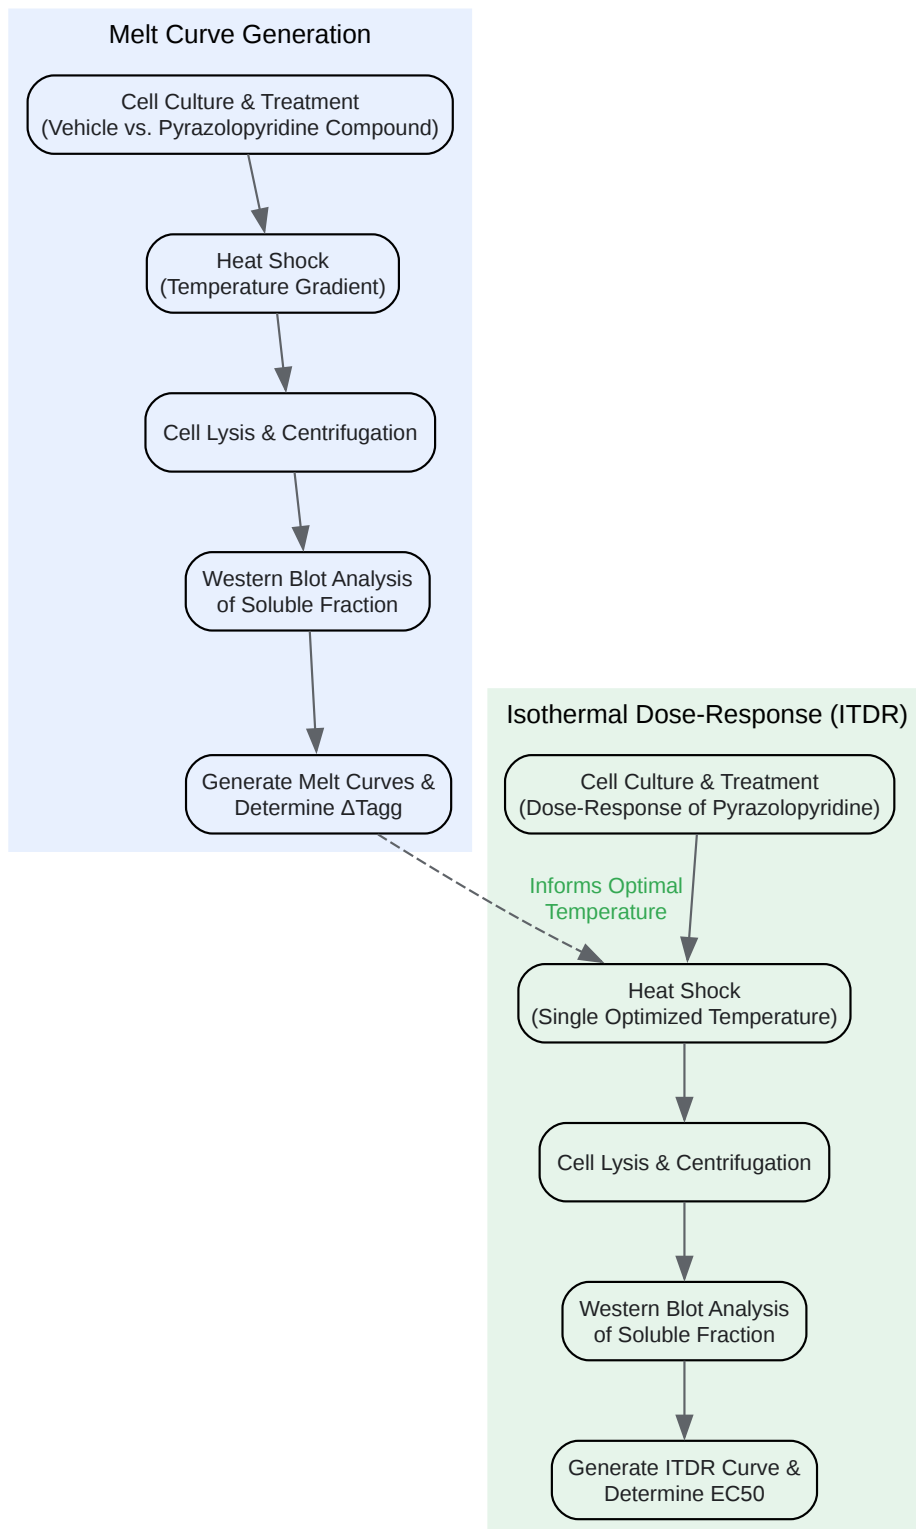 Melt Curve Generation
Cell Culture & Treatment
(Vehicle vs. Pyrazolopyridine Compound)
Heat Shock
(Temperature Gradient)
Cell Lysis & Centrifugation
Western Blot Analysis
of Soluble Fraction
Generate Melt Curves &
Determine ΔTagg
Isothermal Dose-Response (ITDR)
Cell Culture & Treatment
(Dose-Response of Pyrazolopyridine)
Informs Optimal
Temperature
Heat Shock
(Single Optimized Temperature)
Cell Lysis & Centrifugation
Western Blot Analysis
of Soluble Fraction
Generate ITDR Curve &
Determine EC50